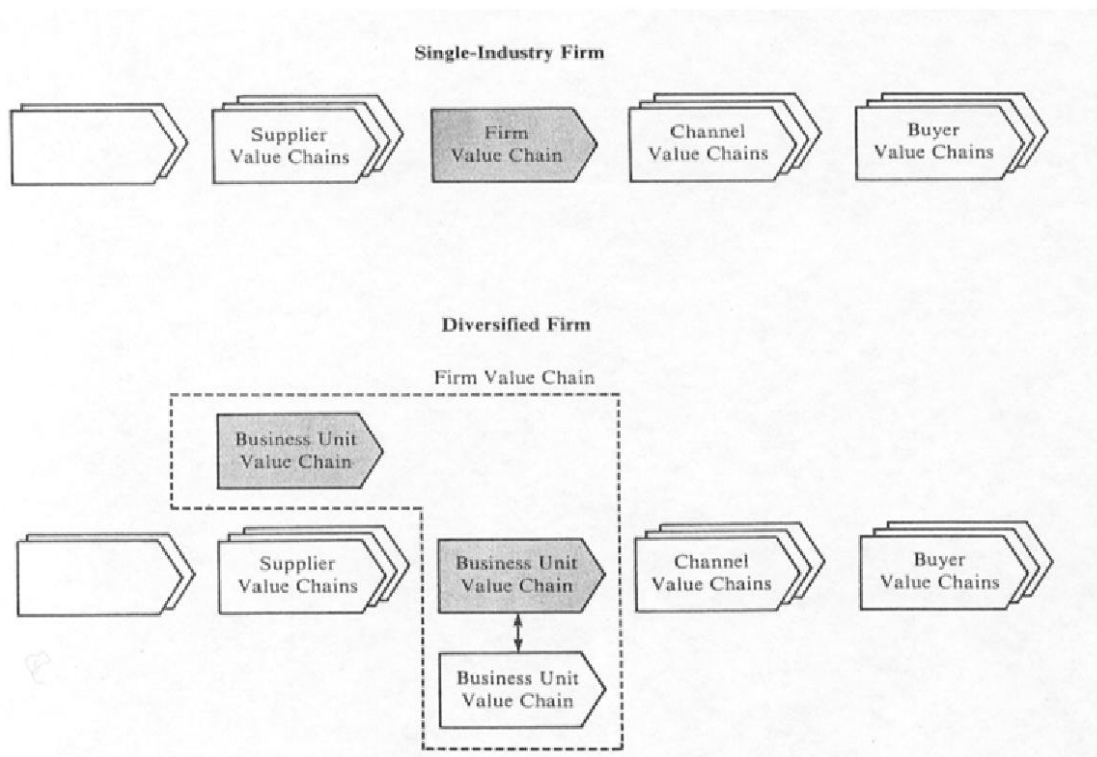 Single-Industry Firm
Supplier
Value Chains
Firm
Value Chain
Channel
Value Chains
Buyer
Value Chains
Diversified Firm
Firm Value Chain
Business Unit
Value Chain
Supplier
Value Chains
Business Unit
Value Chain
Channel
Value Chains
Buyer
Value Chains
Business Unit
Value Chain